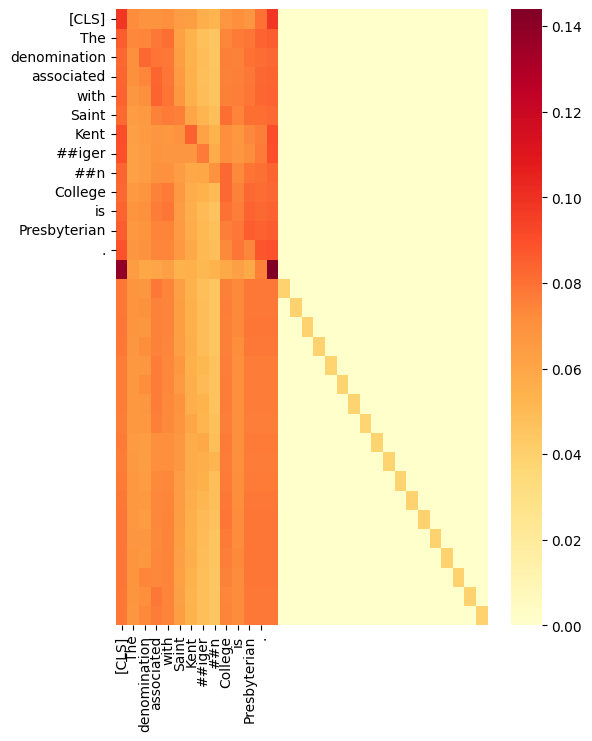 [CLS]
The
denomination
associated
with
Saint
Kent
##iger
##n
College
is
Presbyterian
.
0.14
0.12
0.10
0.08
0.06
0.04
0.02
0.00
[CLS]
The
denomination
associated
with
Saint
Kent
##iger
##n
College
is
Presbyterian
.